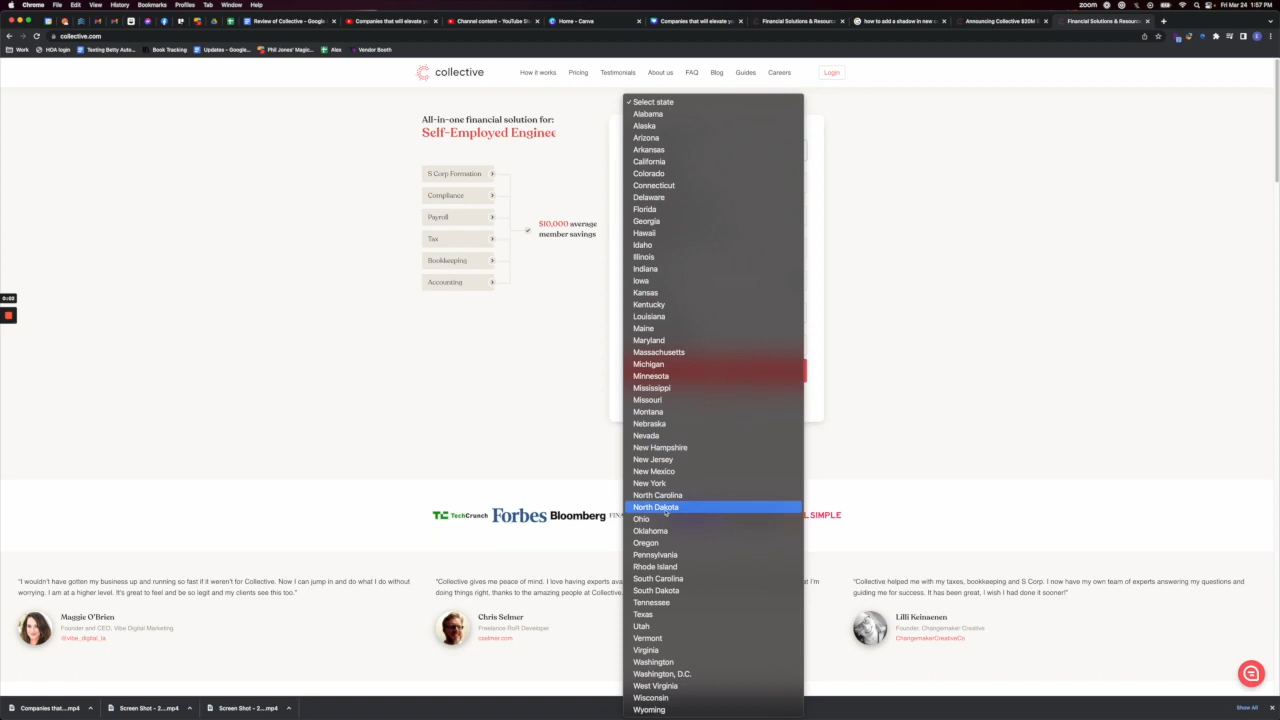 Chrome File Edit View History Bookmarks Profiles Tab Window Help
zoom Fri Mar 24 1:57 PM
Review of Collective - Google
Companies that will elevate yo
Channel content - YouTube St
Home - Canva
Companies that will elevate yo
Financial Solutions & Resourc
how to add a shadow in new c
Announcing Collective $20M
Financial Solutions & Resourc
collective.com
Work
HOA login
Texting Betty Auto...
Book Tracking
Updates - Google...
Phil Jones' Magic...
Alex
Vendor Booth
collective
How it works Pricing Testimonials About us FAQ Blog Guides Careers Login
All-in-one financial solution for:
Self-Employed Enginee
S Corp Formation
Compliance
Payroll
Tax
Bookkeeping
Accounting
$10,000 average
member savings
✓ Select state
Alabama
Alaska
Arizona
Arkansas
California
Colorado
Connecticut
Delaware
Florida
Georgia
Hawaii
Idaho
Illinois
Indiana
Iowa
Kansas
Kentucky
Louisiana
Maine
Maryland
Massachusetts
Michigan
Minnesota
Mississippi
Missouri
Montana
Nebraska
Nevada
New Hampshire
New Jersey
New Mexico
New York
North Carolina
North Dakota
Ohio
Oklahoma
Oregon
Pennsylvania
Rhode Island
South Carolina
South Dakota
Tennessee
Texas
Utah
Vermont
Virginia
Washington
Washington, D.C.
West Virginia
Wisconsin
Wyoming
0:03
TC TechCrunch Forbes Bloomberg FINA LSIMPLE
"I wouldn't have gotten my business up and running so fast if it weren't for Collective. Now I can jump in and do what I do without
worrying. I am at a higher level. It's great to feel and be so legit and my clients see this too."
Maggie O'Brien
Founder and CEO, Vibe Digital Marketing
@vibe_digital_la
"Collective gives me peace of mind. I love having experts ava
doing things right, thanks to the amazing people at Collective.
that I'm
Chris Selmer
Freelance RoR Developer
cselmer.com
"Collective helped me with my taxes, bookkeeping and S Corp. I now have my own team of experts answering my questions and
guiding me for success. It has been great, I wish I had done it sooner!"
Lilli Keinaenen
Founder, Changemaker Creative
ChangemakerCreativeCo
Companies that....mp4
Screen Shot - 2....mp4
Screen Shot - 2....mp4
Show All